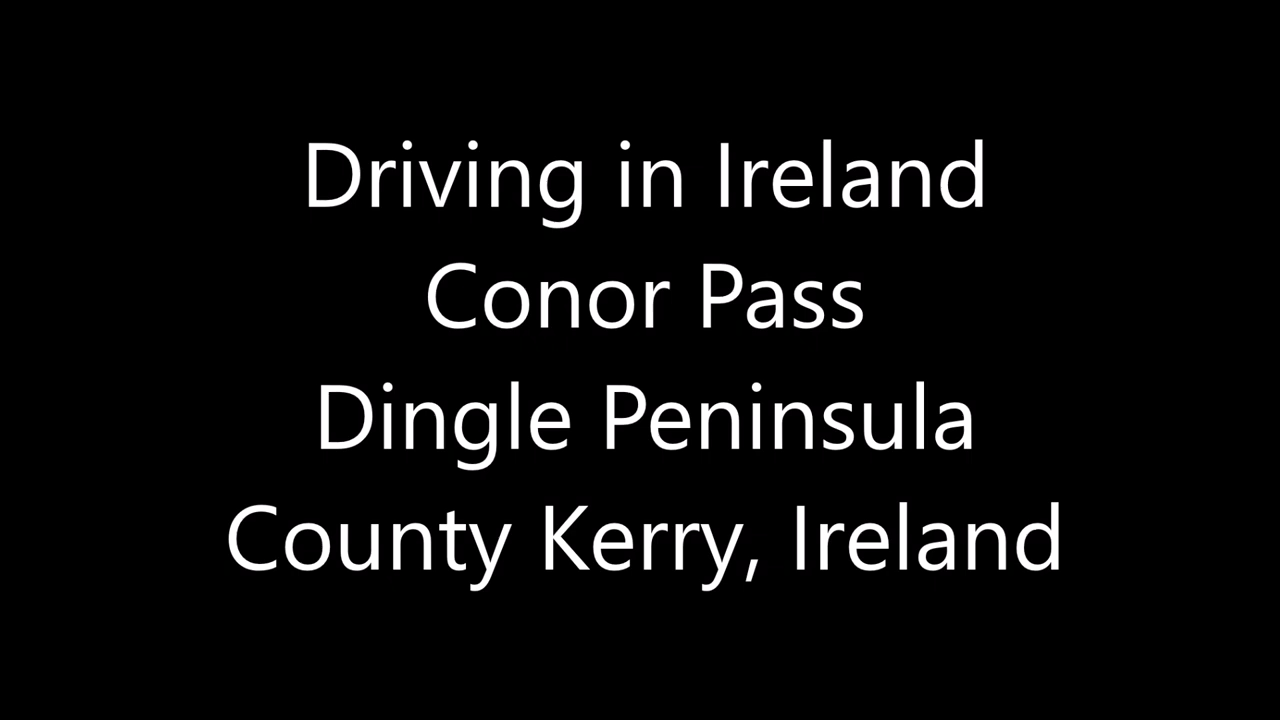 Driving in Ireland
Conor Pass
Dingle Peninsula
County Kerry, Ireland